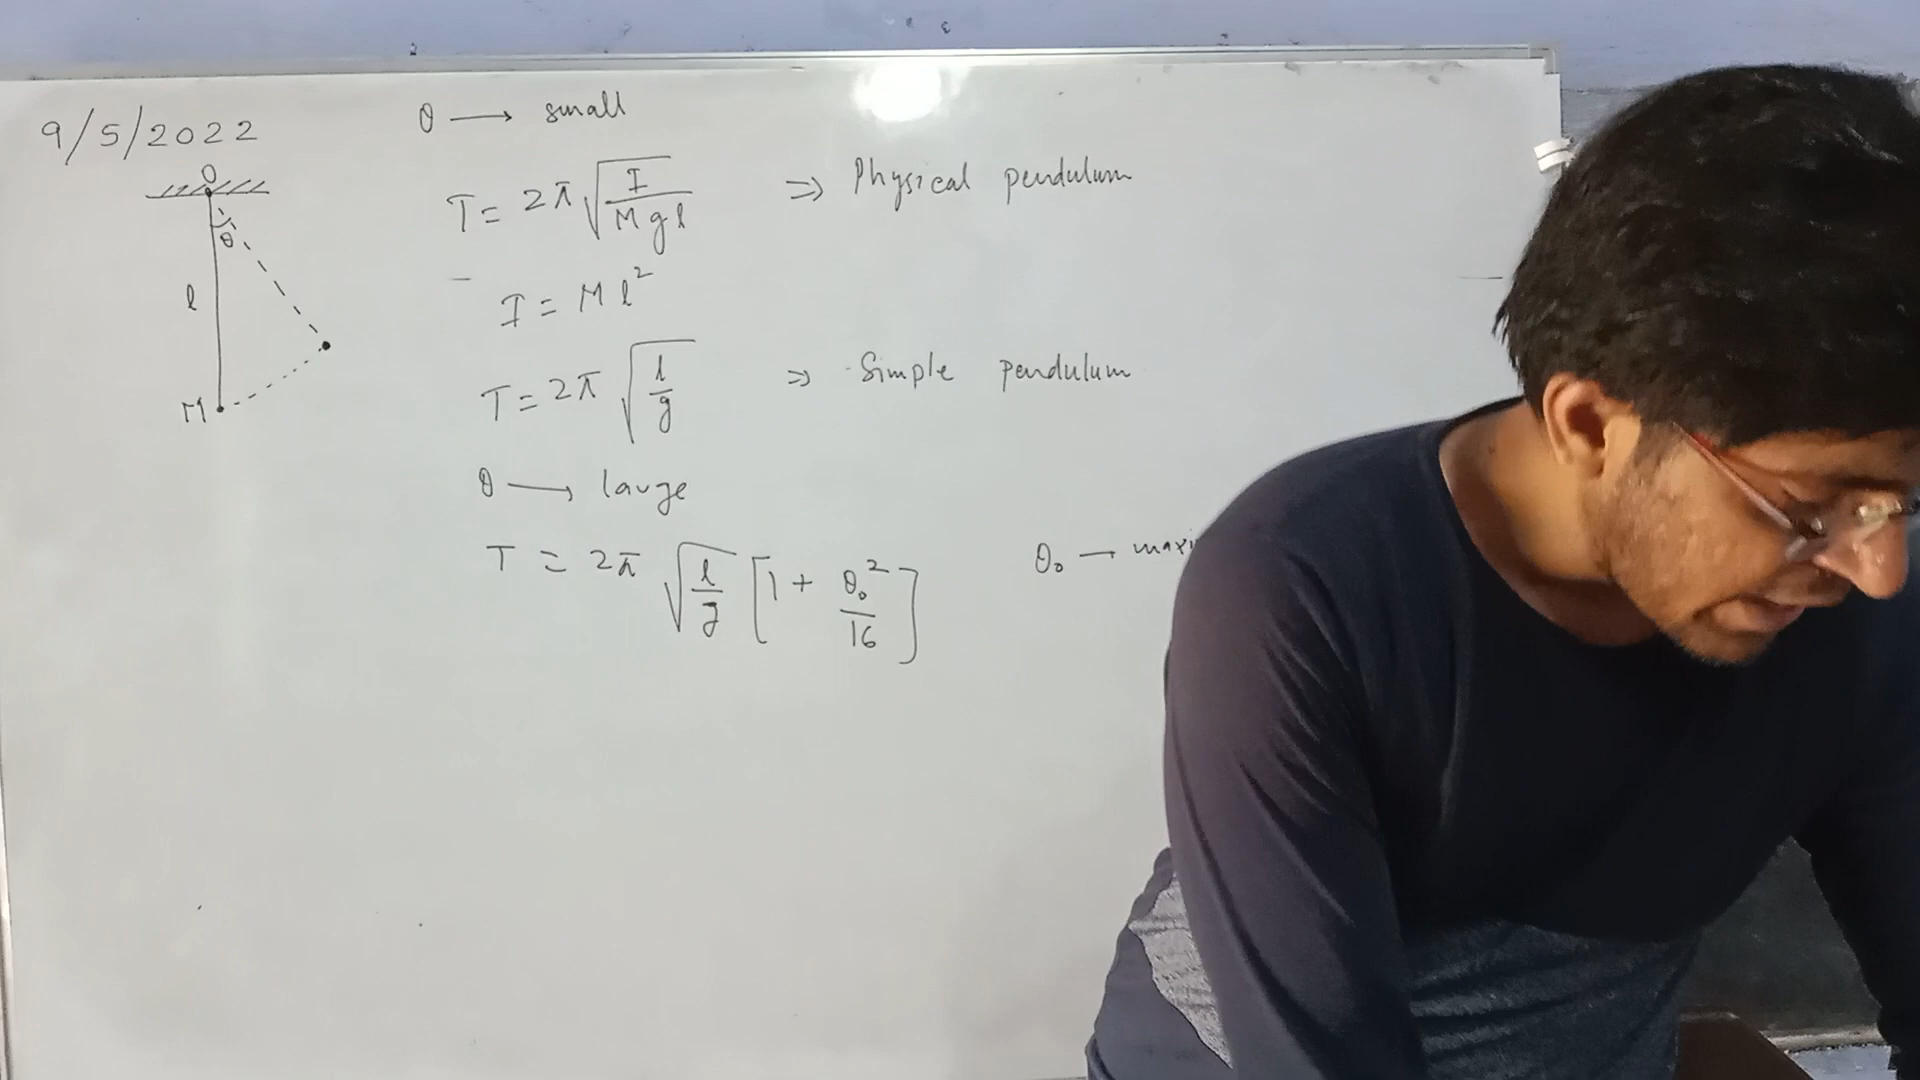 9/5/2022
θ → small
O
θ
l
M
T = 2π √(I / Mgl) ⇒ Physical pendulum
I = Ml²
T = 2π √(l / g) ⇒ Simple pendulum
θ → large
T = 2π √(l / g) [1 + θ₀² / 16]
θ₀ →